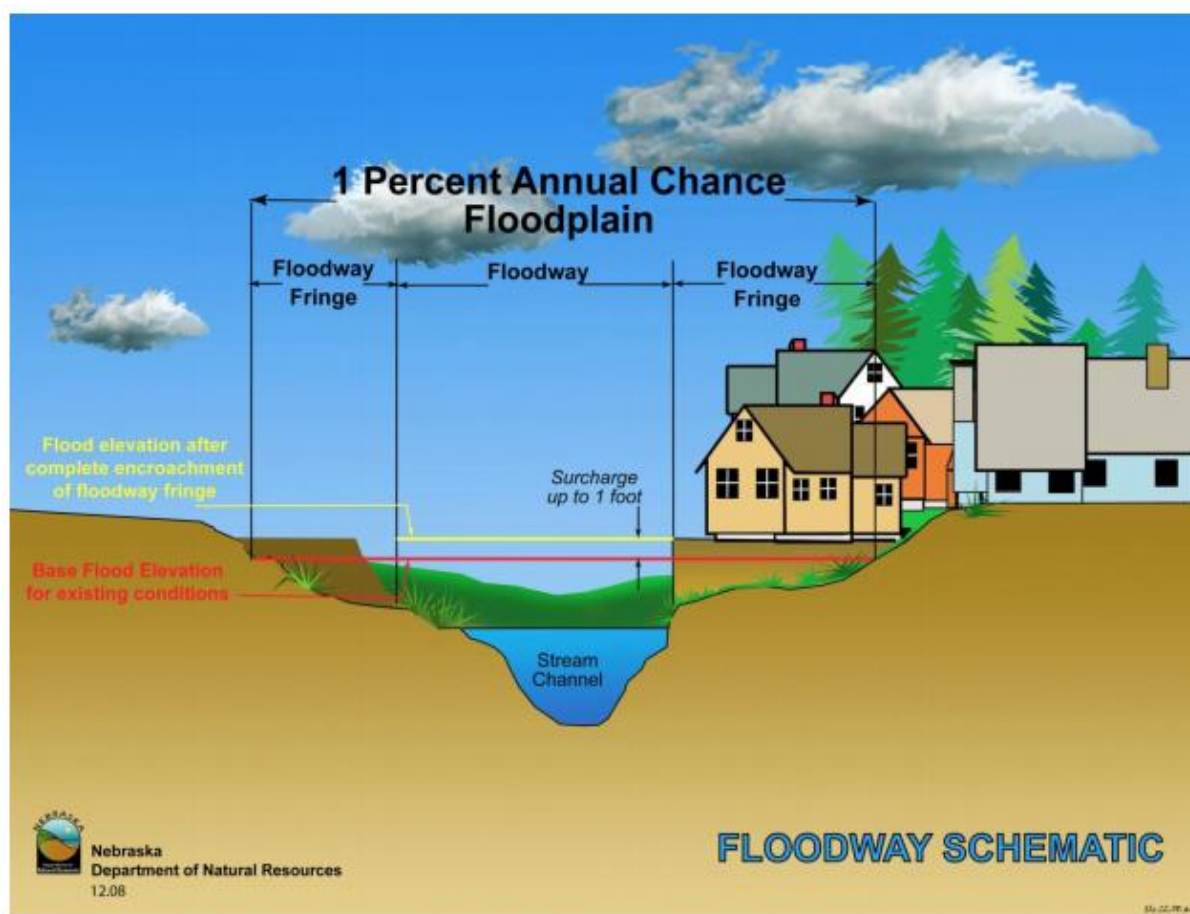 1 Percent Annual Chance
Floodplain
Floodway
Fringe
Floodway
Floodway
Fringe
Flood elevation after
complete encroachment
of floodway fringe
Surcharge
up to 1 foot
Base Flood Elevation
for existing conditions
Stream
Channel
NEBRASKA
Nebraska
Department of Natural Resources
12.08
FLOODWAY SCHEMATIC